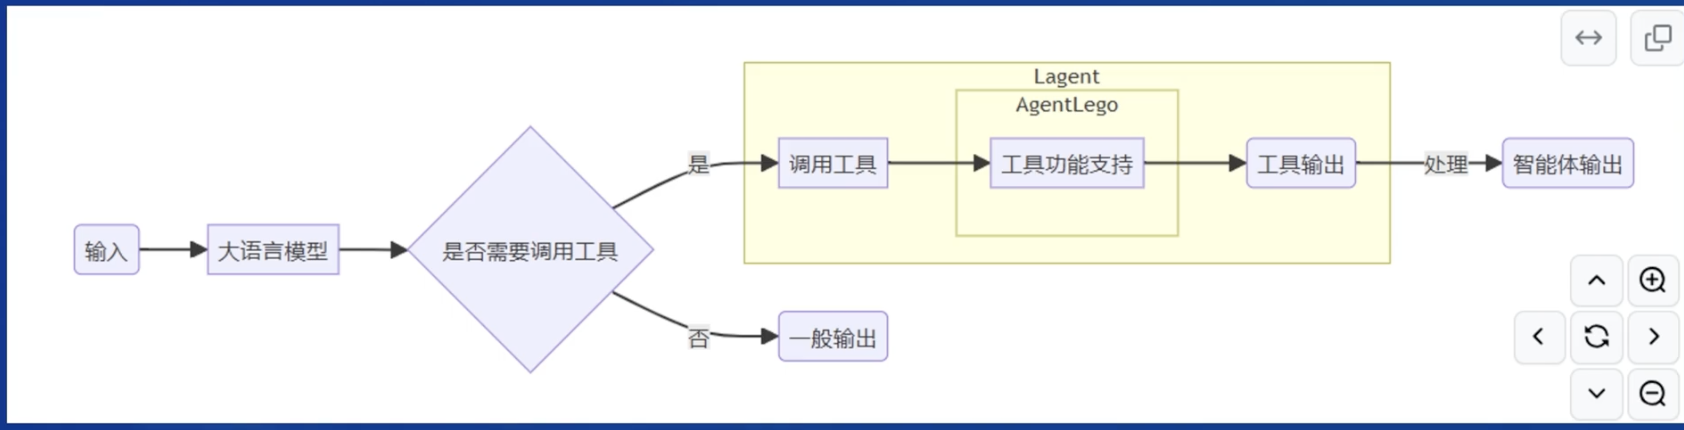 Lagent
AgentLego
是
调用工具
工具功能支持
工具输出
处理
智能体输出
输入
大语言模型
是否需要调用工具
否
一般输出